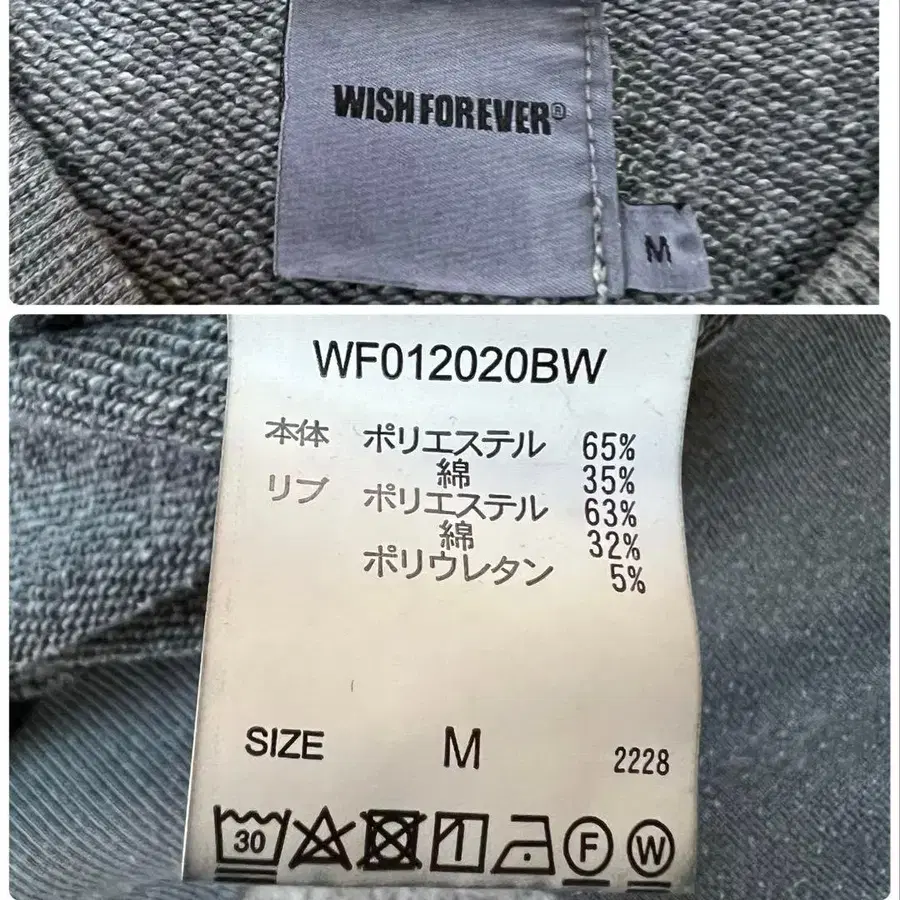 WISH FOREVER®
M
WF012020BW
本体 ポリエステル 65%
綿 35%
リブ ポリエステル 63%
綿 32%
ポリウレタン 5%
SIZE M 2228
30 F W